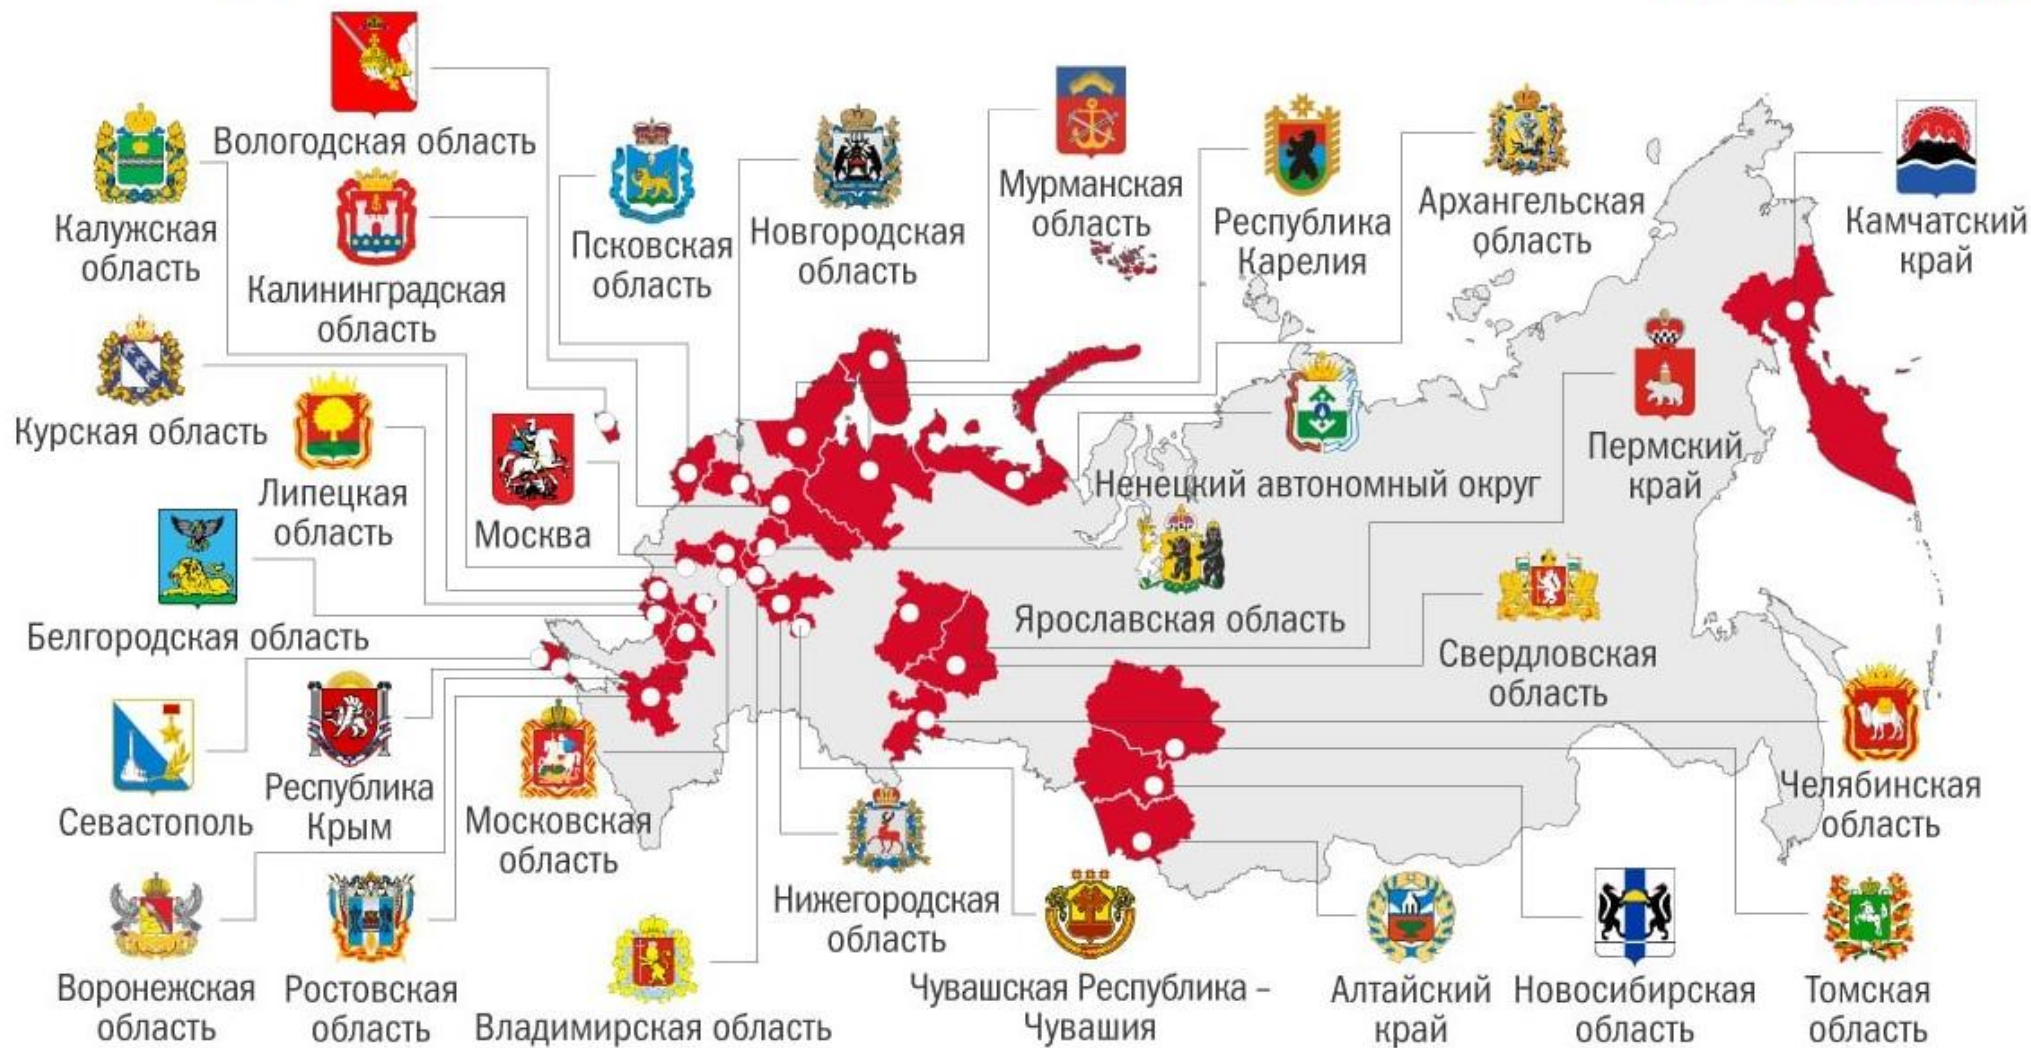 Вологодская область
Калужская
область
Калининградская
область
Псковская
область
Новгородская
область
Мурманская
область
Республика
Карелия
Архангельская
область
Камчатский
край
Курская область
Липецкая
область
Москва
Ненецкий автономный округ
Пермский
край
Белгородская область
Ярославская область
Свердловская
область
Севастополь
Республика
Крым
Московская
область
Челябинская
область
Воронежская
область
Ростовская
область
Владимирская область
Нижегородская
область
Чувашская Республика –
Чувашия
Алтайский
край
Новосибирская
область
Томская
область